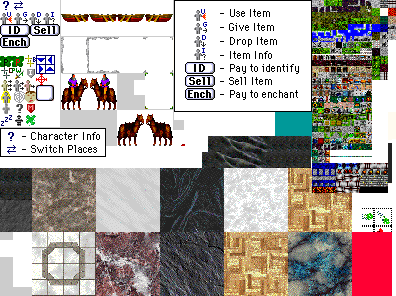 ? ⇄
U G D I
ID Sell
Ench
U - Use Item
G - Give Item
D - Drop Item
I - Item Info
ID - Pay to identify
Sell - Sell Item
Ench - Pay to enchant
? - Character Info
⇄ - Switch Places